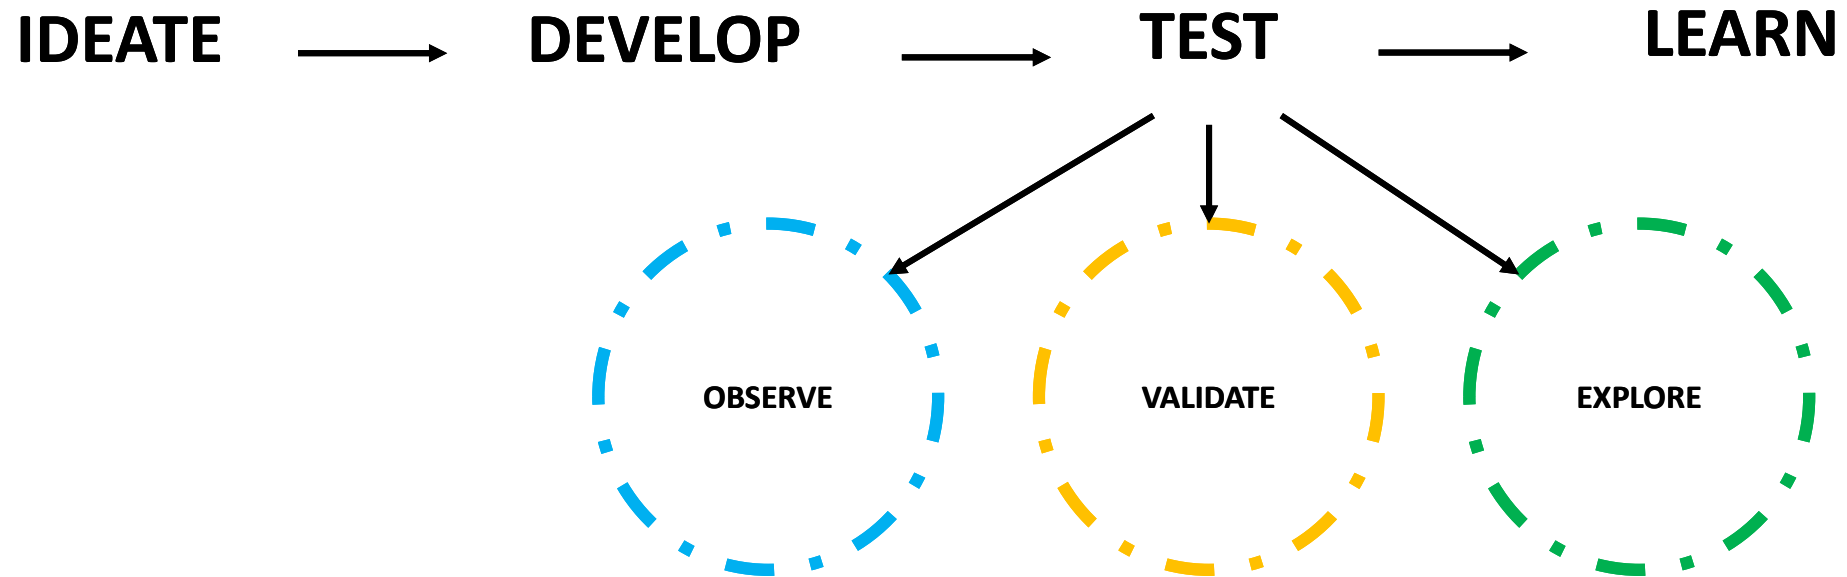 IDEATE
DEVELOP
TEST
LEARN
OBSERVE
VALIDATE
EXPLORE